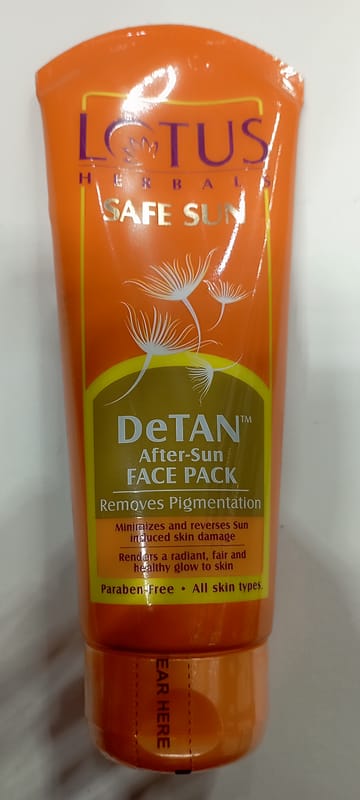 LOTUS
HERBALS
SAFE SUN
DeTAN™
After-Sun
FACE PACK
Removes Pigmentation
Minimizes and reverses Sun
induced skin damage
Renders a radiant, fair and
healthy glow to skin
Paraben-Free • All skin types.
EAR HERE